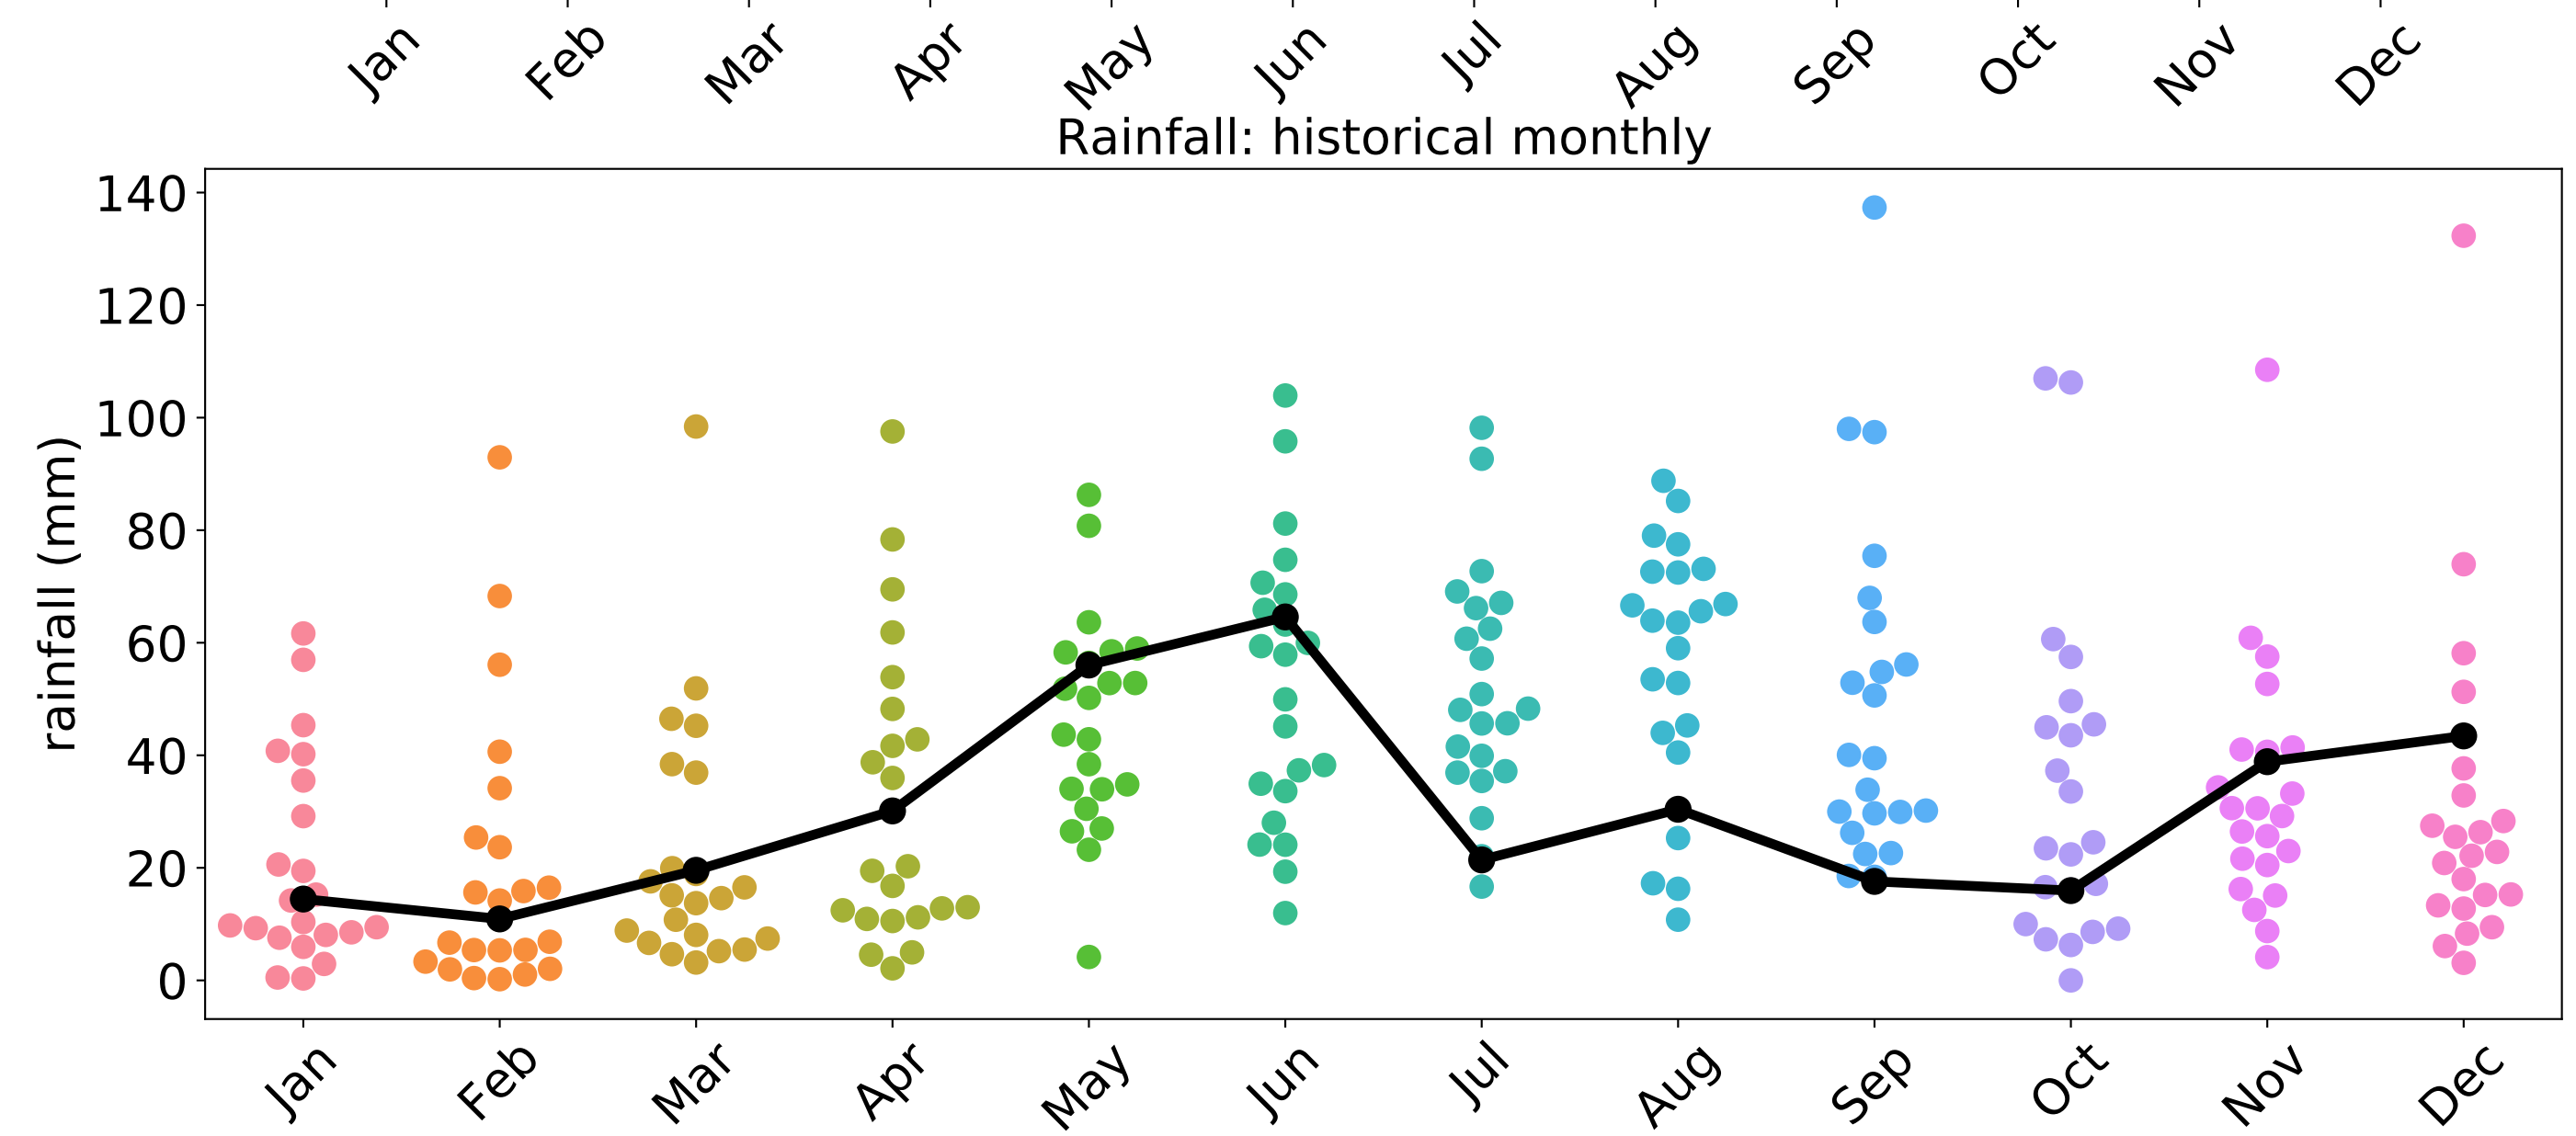 Jan Feb Mar Apr May Jun Jul Aug Sep Oct Nov Dec
Rainfall: historical monthly
140
120
100
80
60
40
20
0
rainfall (mm)
Jan Feb Mar Apr May Jun Jul Aug Sep Oct Nov Dec